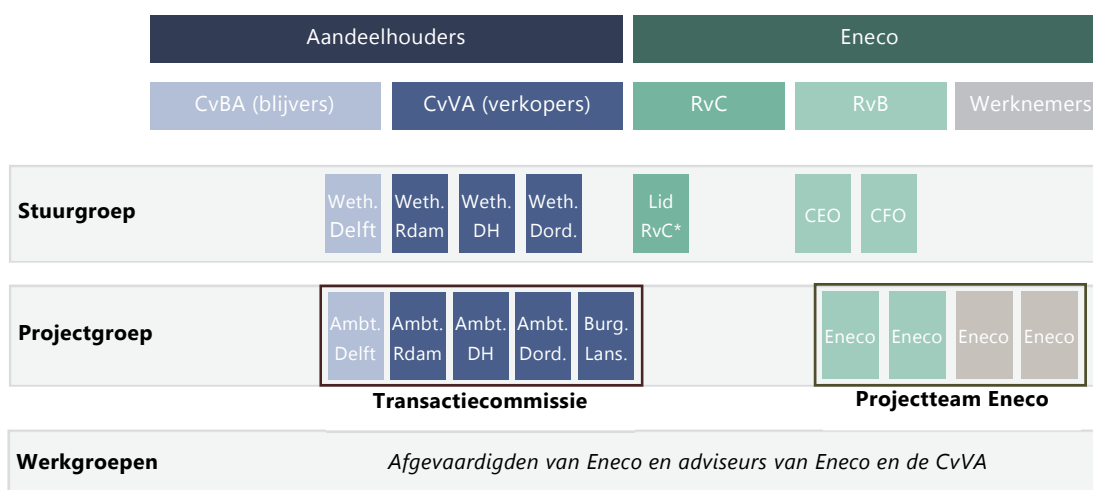 Aandeelhouders Eneco
CvBA (blijvers) CvVA (verkopers) RvC RvB Werknemers
Stuurgroep
Weth. Delft
Weth. Rdam
Weth. DH
Weth. Dord.
Lid RvC*
CEO
CFO
Projectgroep
Ambt. Delft
Ambt. Rdam
Ambt. DH
Ambt. Dord.
Burg. Lans.
Eneco
Eneco
Eneco
Eneco
Transactiecommissie
Projectteam Eneco
Werkgroepen
Afgevaardigden van Eneco en adviseurs van Eneco en de CvVA